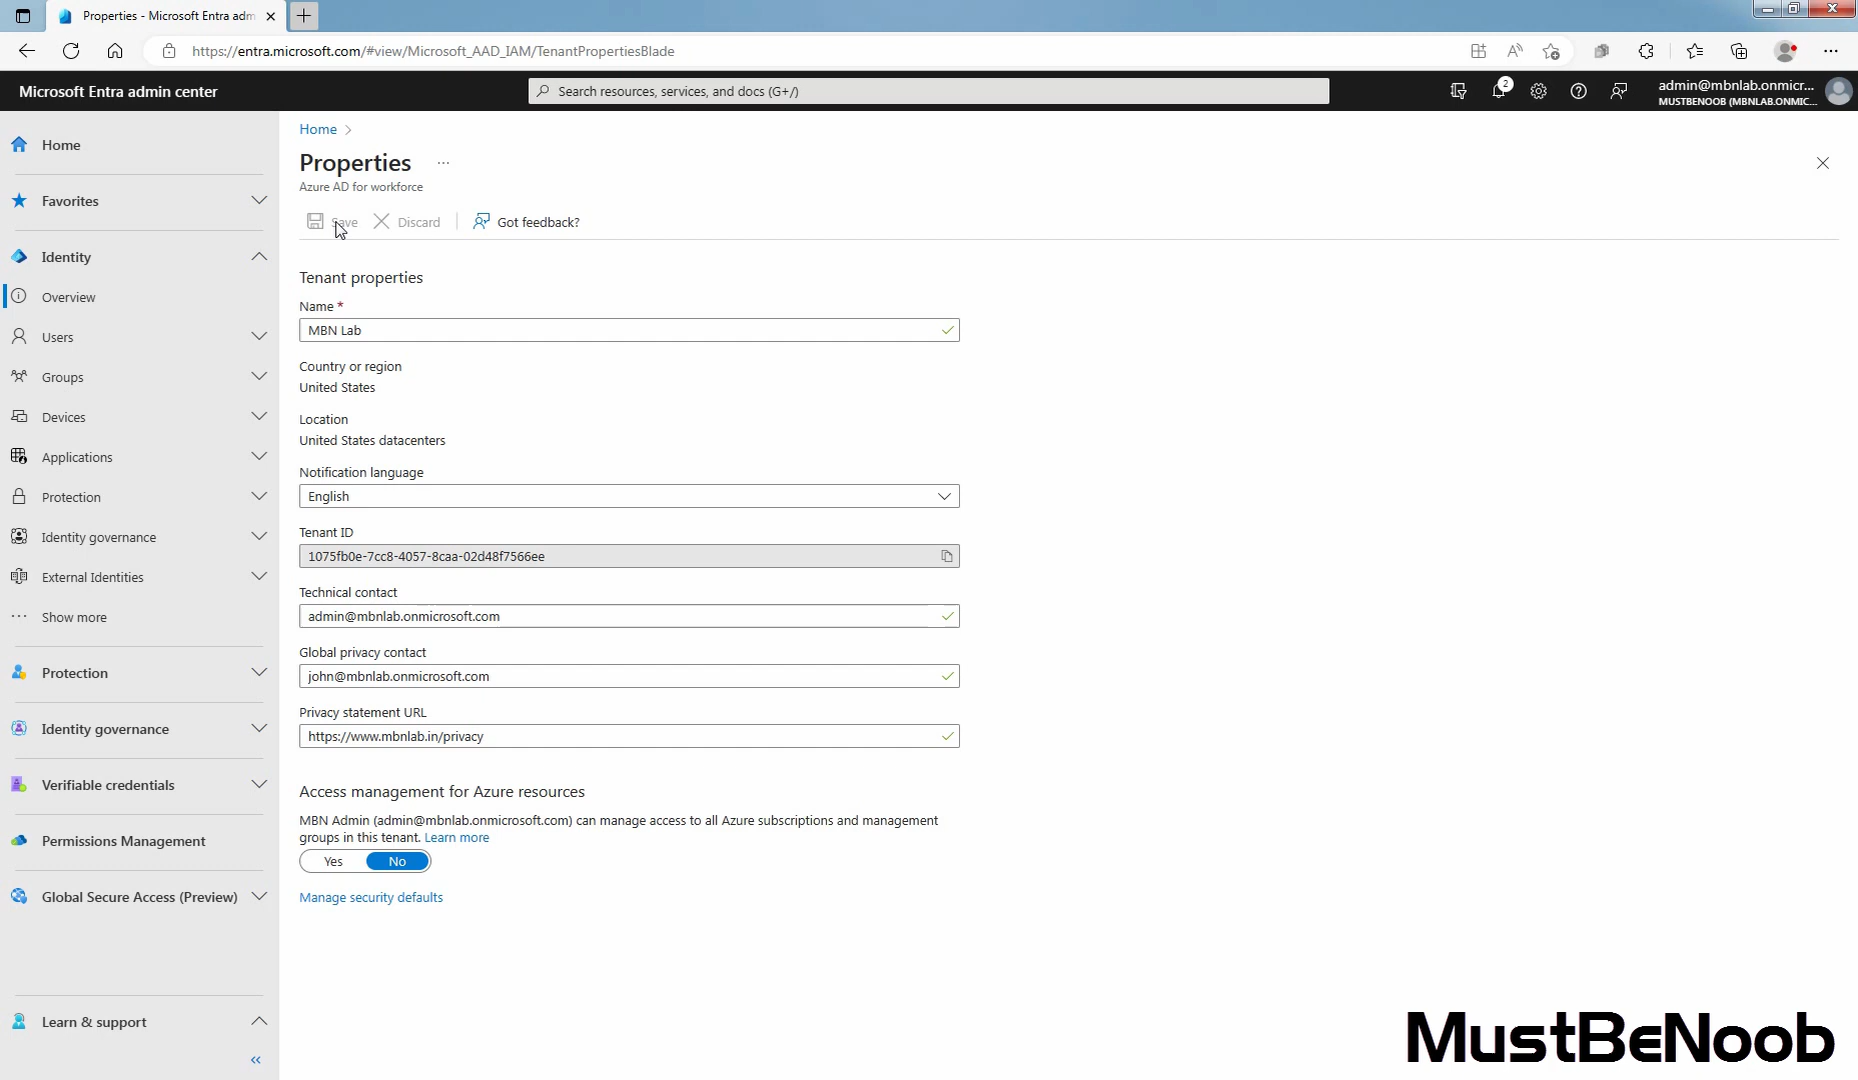 Properties - Microsoft Entra adm
https://entra.microsoft.com/#view/Microsoft_AAD_IAM/TenantPropertiesBlade
Microsoft Entra admin center
Search resources, services, and docs (G+/)
2
admin@mbnlab.onmicr...
MUSTBENOOB (MBNLAB.ONMIC...
Home
Favorites
Identity
Overview
Users
Groups
Devices
Applications
Protection
Identity governance
External Identities
Show more
Protection
Identity governance
Verifiable credentials
Permissions Management
Global Secure Access (Preview)
Learn & support
Home
Properties
Azure AD for workforce
Save
Discard
Got feedback?
Tenant properties
Name *
MBN Lab
Country or region
United States
Location
United States datacenters
Notification language
English
Tenant ID
1075fb0e-7cc8-4057-8caa-02d48f7566ee
Technical contact
admin@mbnlab.onmicrosoft.com
Global privacy contact
john@mbnlab.onmicrosoft.com
Privacy statement URL
https://www.mbnlab.in/privacy
Access management for Azure resources
MBN Admin (admin@mbnlab.onmicrosoft.com) can manage access to all Azure subscriptions and management
groups in this tenant. Learn more
Yes No
Manage security defaults
MustBeNoob